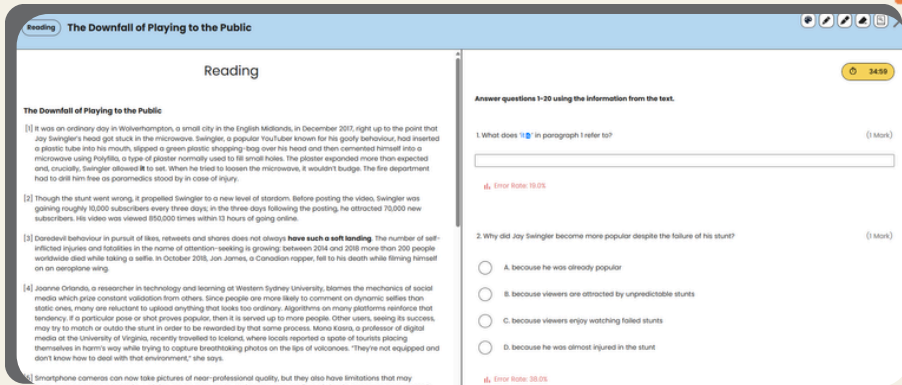 Reading
The Downfall of Playing to the Public
Reading
The Downfall of Playing to the Public
[1] It was an ordinary day in Wolverhampton, a small city in the English Midlands, in December 2017, right up to the point that
Jay Swingler's head got stuck in the microwave. Swingler, a popular YouTuber known for his goofy behaviour, had inserted
a plastic tube into his mouth, slipped a green plastic shopping-bag over his head and then cemented himself into a
microwave using Polyfilla, a type of plaster normally used to fill small holes. The plaster expanded more than expected
and, crucially, Swingler allowed it to set. When he tried to loosen the microwave, it wouldn't budge. The fire department
had to drill him free as paramedics stood by in case of injury.
[2] Though the stunt went wrong, it propelled Swingler to a new level of stardom. Before posting the video, Swingler was
gaining roughly 10,000 subscribers every three days; in the three days following the posting, he attracted 70,000 new
subscribers. His video was viewed 850,000 times within 13 hours of going online.
[3] Daredevil behaviour in pursuit of likes, retweets and shares does not always have such a soft landing. The number of self-
inflicted injuries and fatalities in the name of attention-seeking is growing: between 2014 and 2018 more than 200 people
worldwide died while taking a selfie. In October 2018, Jon James, a Canadian rapper, fell to his death while filming himself
on an aeroplane wing.
[4] Joanne Orlando, a researcher in technology and learning at Western Sydney University, blames the mechanics of social
media which prize constant validation from others. Since people are more likely to comment on dynamic selfies than
static ones, many are reluctant to upload anything that looks too ordinary. Algorithms on many platforms reinforce that
tendency. If a particular pose or shot proves popular, then it is served up to more people. Other users, seeing its success,
may try to match or outdo the stunt in order to be rewarded by that same process. Mona Kasra, a professor of digital
media at the University of Virginia, recently travelled to Iceland, where locals reported a spate of tourists placing
themselves in harm's way while trying to capture breathtaking photos on the lips of volcanoes. "They're not equipped and
don't know how to deal with that environment," she says.
[5] Smartphone cameras can now take pictures of near-professional quality, but they also have limitations that may
34:59
Answer questions 1-20 using the information from the text.
1. What does 'it' in paragraph 1 refer to? (1 Mark)
Error Rate: 19.0%
2. Why did Jay Swingler become more popular despite the failure of his stunt? (1 Mark)
A. because he was already popular
B. because viewers are attracted by unpredictable stunts
C. because viewers enjoy watching failed stunts
D. because he was almost injured in the stunt
Error Rate: 38.0%